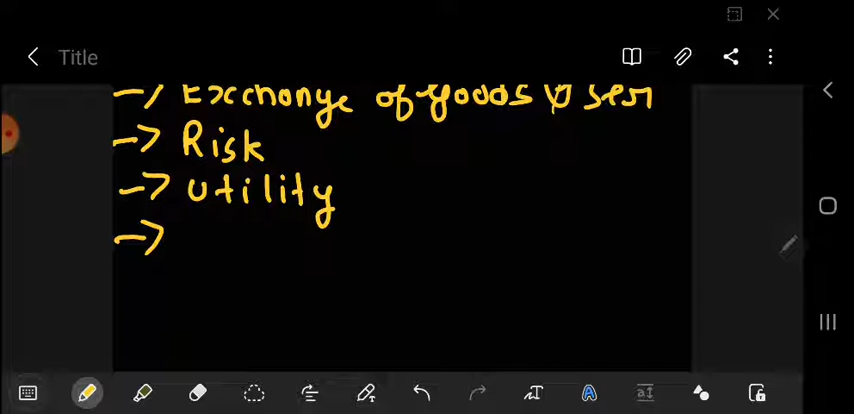 Title
-> Exchange of goods & ser
-> Risk
-> Utility
->